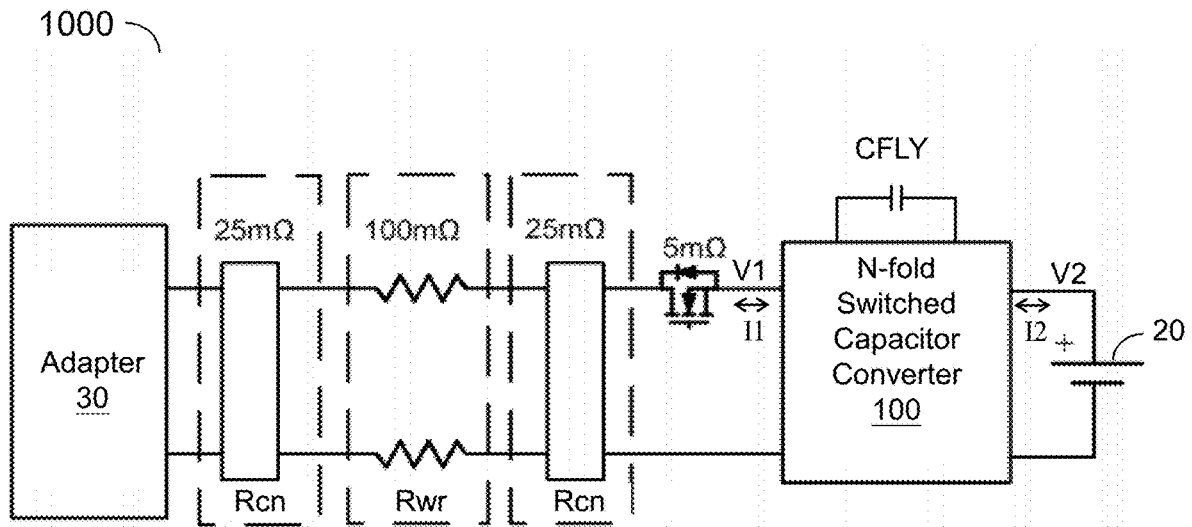 1000
CFLY
25mΩ
100mΩ
25mΩ
5mΩ
V1
I1
N-fold
Switched
Capacitor
Converter
100
V2
I2
+
20
Adapter
30
Rcn
Rwr
Rcn